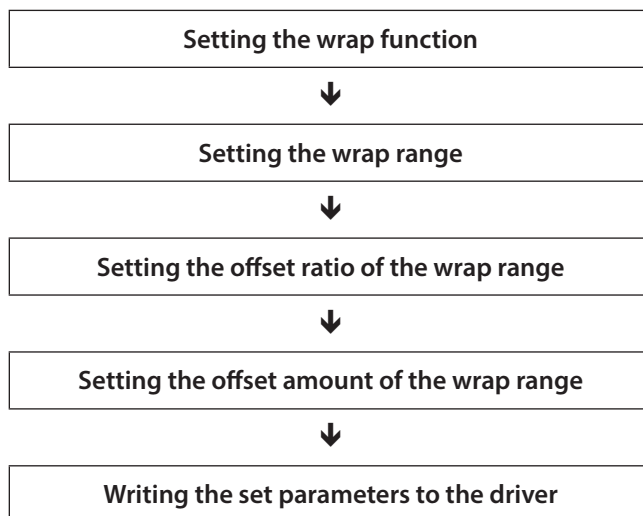 Setting the wrap function
Setting the wrap range
Setting the offset ratio of the wrap range
Setting the offset amount of the wrap range
Writing the set parameters to the driver